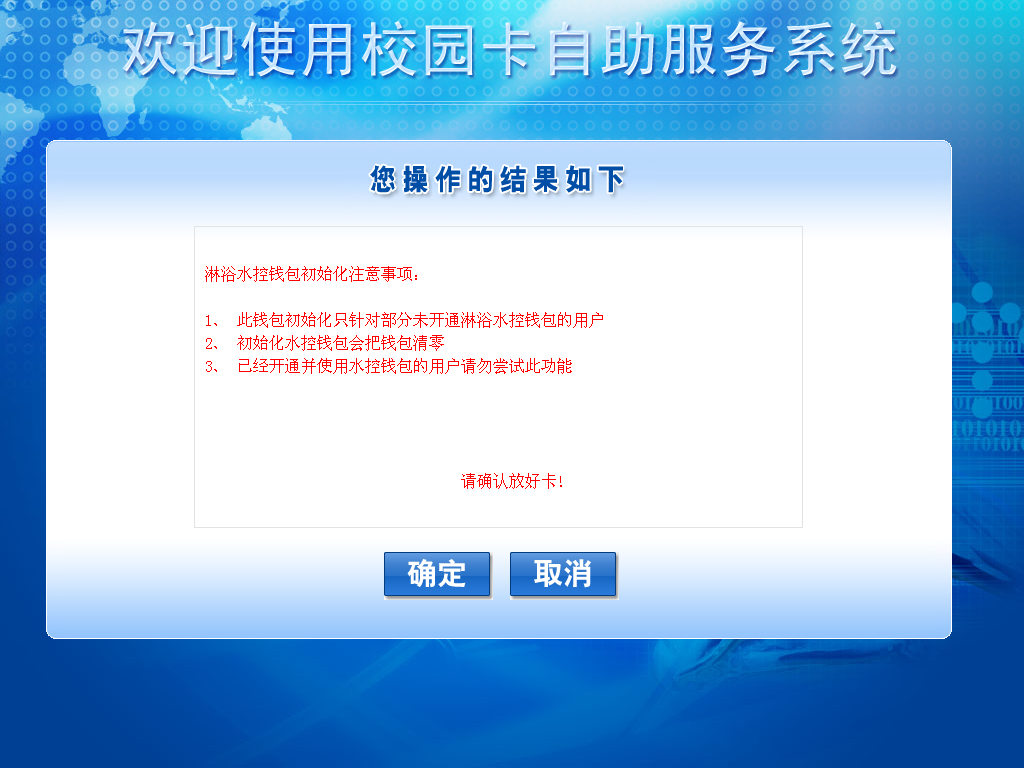 欢迎使用校园卡自助服务系统
您操作的结果如下
淋浴水控钱包初始化注意事项：
1、 此钱包初始化只针对部分未开通淋浴水控钱包的用户
2、 初始化水控钱包会把钱包清零
3、 已经开通并使用水控钱包的用户请勿尝试此功能
请确认放好卡！
确定 取消